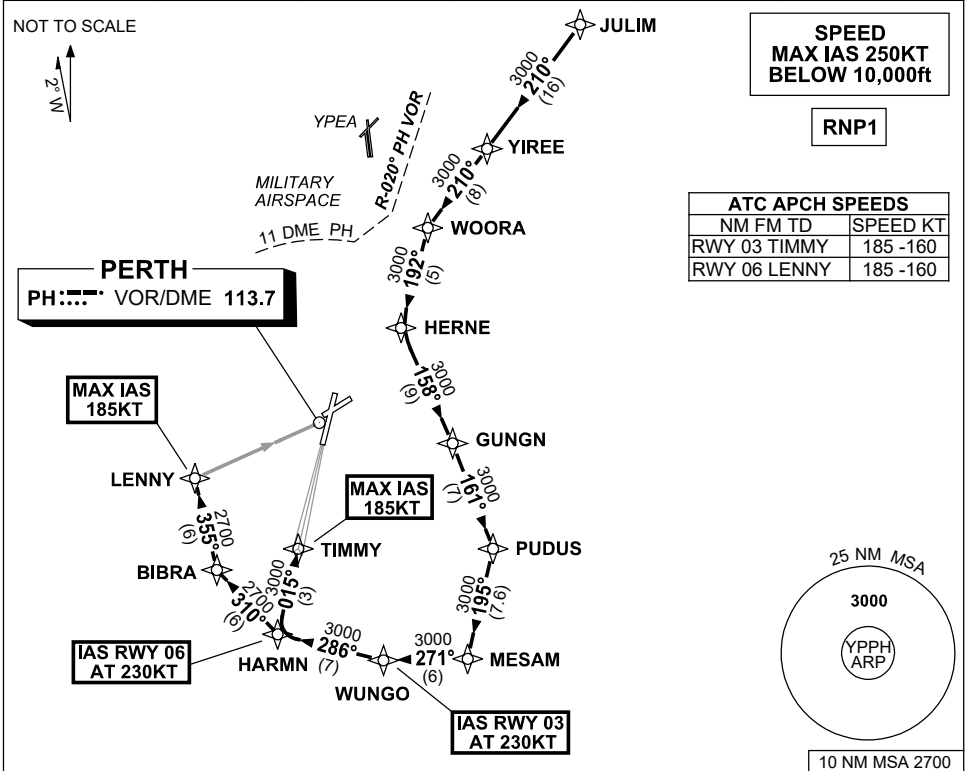 NOT TO SCALE
2° W
JULIM
3000
210°
(16)
SPEED
MAX IAS 250KT
BELOW 10,000ft
RNP1
YPEA
R-020° PH VOR
MILITARY
AIRSPACE
11 DME PH
YIREE
3000
210°
(8)
WOORA
ATC APCH SPEEDS
NM FM TD SPEED KT
RWY 03 TIMMY 185 -160
RWY 06 LENNY 185 -160
3000
192°
(5)
PERTH
PH VOR/DME 113.7
HERNE
3000
158°
(9)
MAX IAS
185KT
GUNGN
LENNY
3000
161°
(7)
MAX IAS
185KT
2700
355°
(6)
TIMMY
PUDUS
BIBRA
3000
015°
(3)
3000
195°
(7.6)
2700
310°
(6)
25 NM MSA
3000
YPPH
ARP
IAS RWY 06
AT 230KT
HARMN
3000
286°
(7)
WUNGO
3000
271°
(6)
MESAM
IAS RWY 03
AT 230KT
10 NM MSA 2700